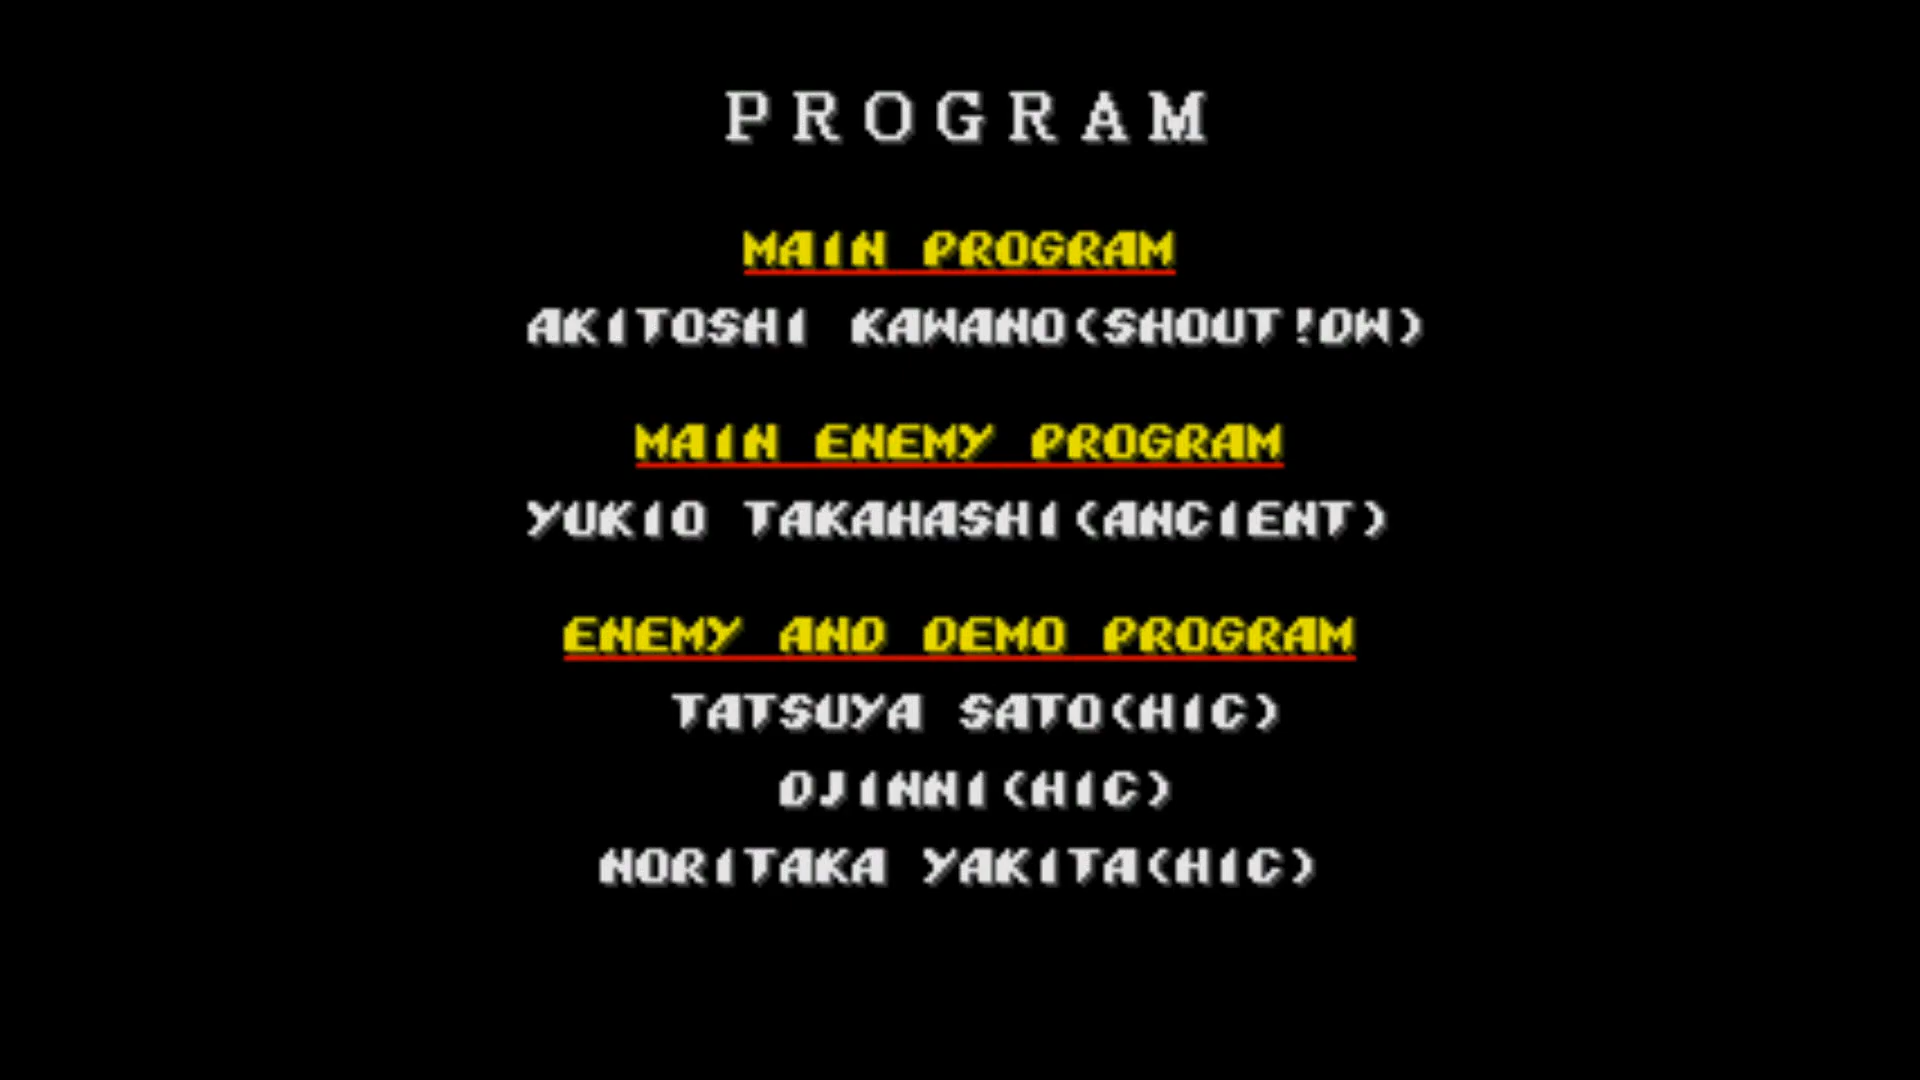 PROGRAM
MAIN PROGRAM
AKITOSHI KAWANO(SHOUT!DW)
MAIN ENEMY PROGRAM
YUKIO TAKAHASHI(ANCIENT)
ENEMY AND DEMO PROGRAM
TATSUYA SATO(HIC)
DJINNI(HIC)
NORITAKA YAKITA(HIC)